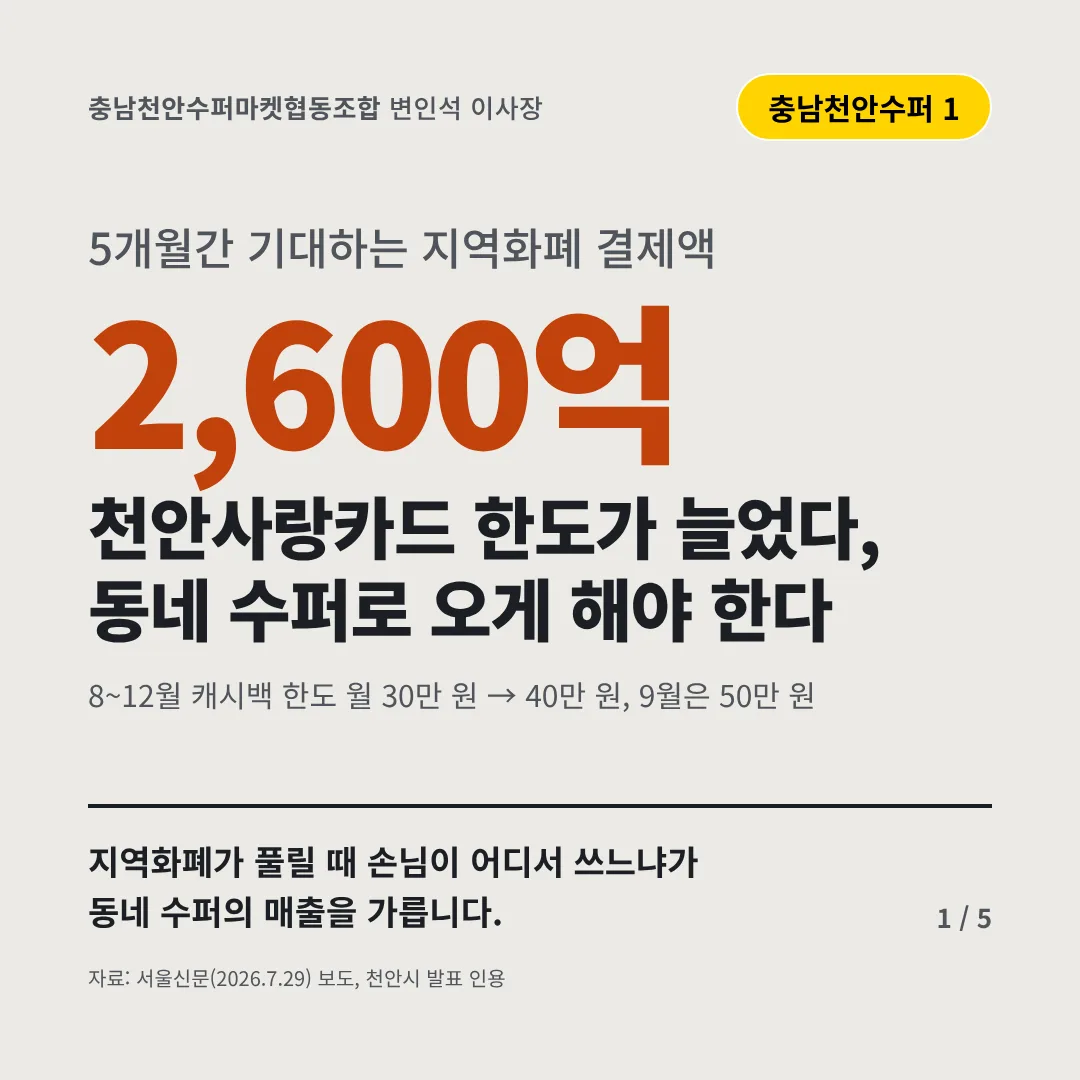 충남천안수퍼마켓협동조합 변인석 이사장
충남천안수퍼 1
5개월간 기대하는 지역화폐 결제액
2,600억
천안사랑카드 한도가 늘었다,
동네 수퍼로 오게 해야 한다
8~12월 캐시백 한도 월 30만 원 → 40만 원, 9월은 50만 원
지역화폐가 풀릴 때 손님이 어디서 쓰느냐가
동네 수퍼의 매출을 가릅니다.
1 / 5
자료: 서울신문(2026.7.29) 보도, 천안시 발표 인용